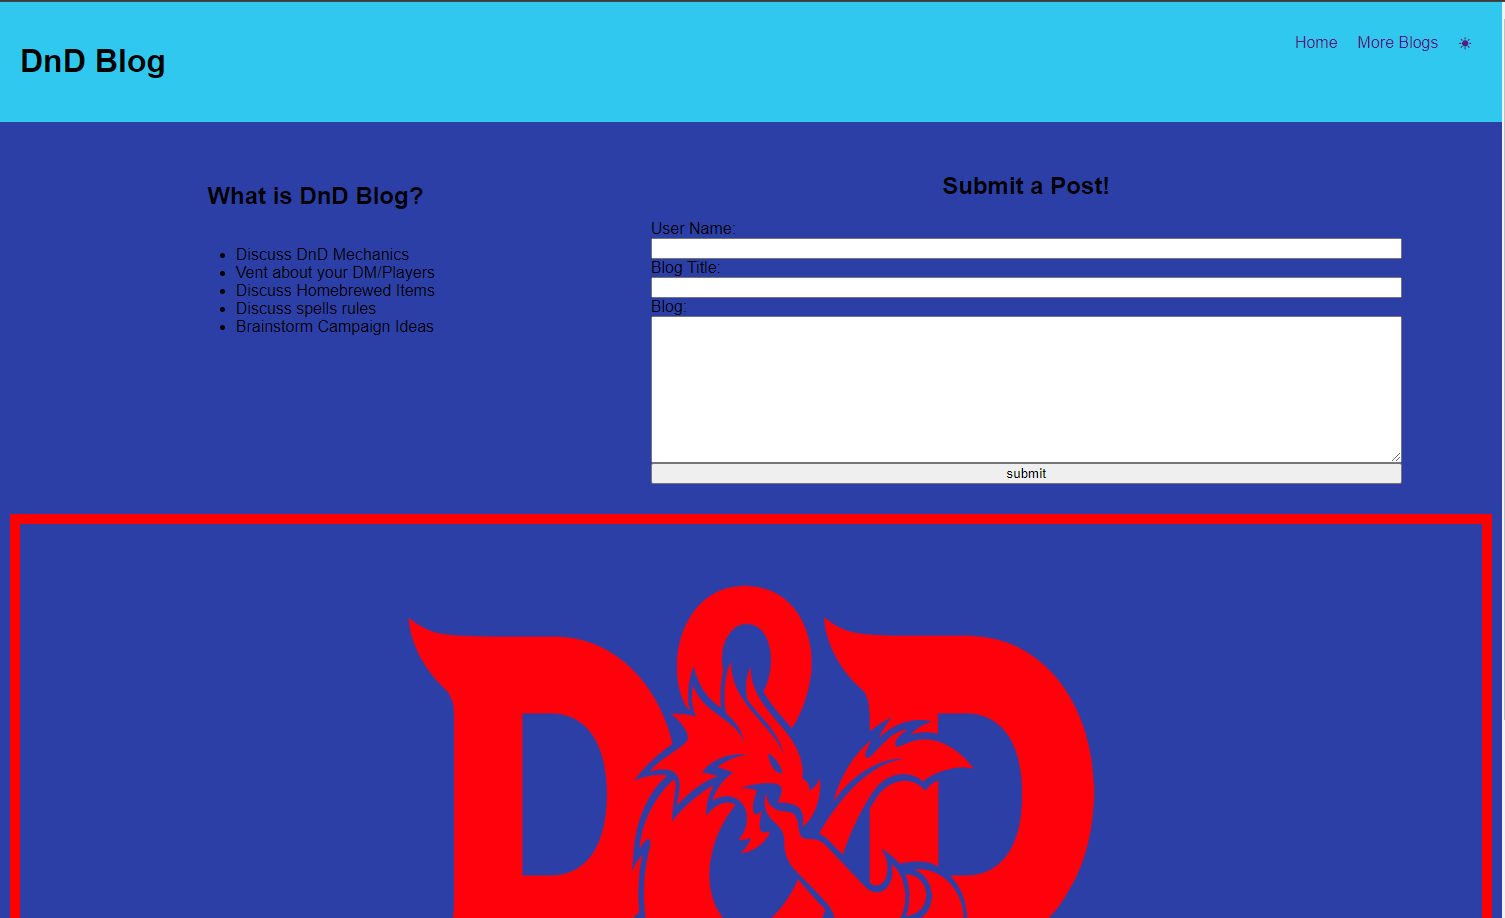 DnD Blog
Home More Blogs ☀
What is DnD Blog?
• Discuss DnD Mechanics
• Vent about your DM/Players
• Discuss Homebrewed Items
• Discuss spells rules
• Brainstorm Campaign Ideas
Submit a Post!
User Name:
Blog Title:
Blog:
submit
D&D